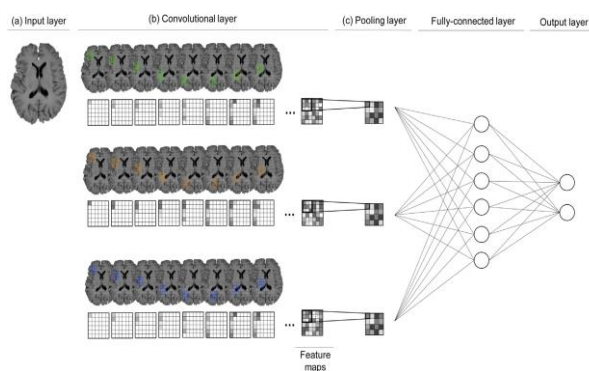 (a) Input layer
(b) Convolutional layer
(c) Pooling layer
Fully-connected layer
Output layer
...
...
...
Feature
maps